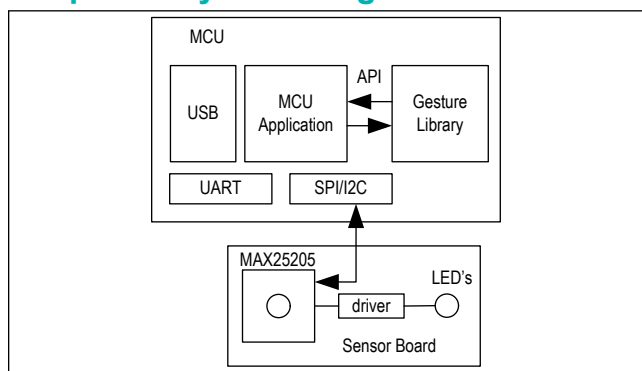 MCU
API
USB
MCU
Application
Gesture
Library
UART
SPI/I2C
MAX25205
LED's
driver
Sensor Board